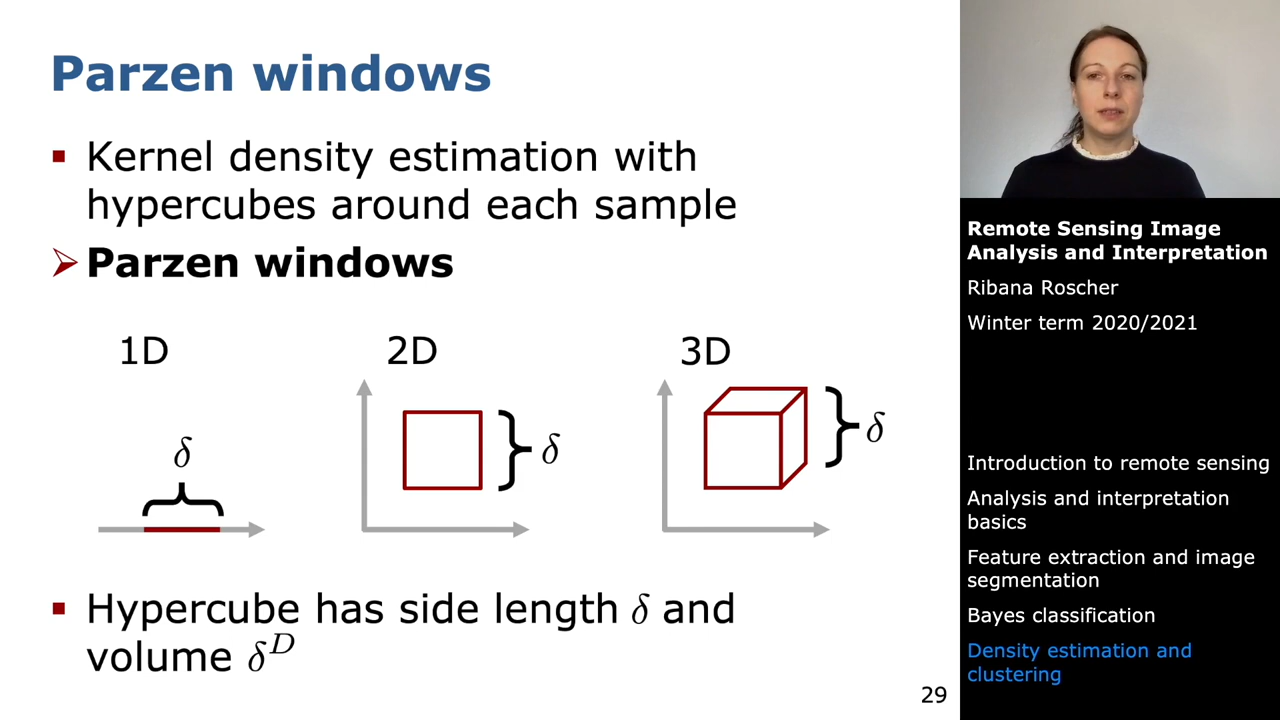 Parzen windows
▪ Kernel density estimation with
hypercubes around each sample
➢ Parzen windows
1D
2D
3D
δ
δ
δ
▪ Hypercube has side length δ and
volume δ^D
29
Remote Sensing Image
Analysis and Interpretation
Ribana Roscher
Winter term 2020/2021
Introduction to remote sensing
Analysis and interpretation
basics
Feature extraction and image
segmentation
Bayes classification
Density estimation and
clustering